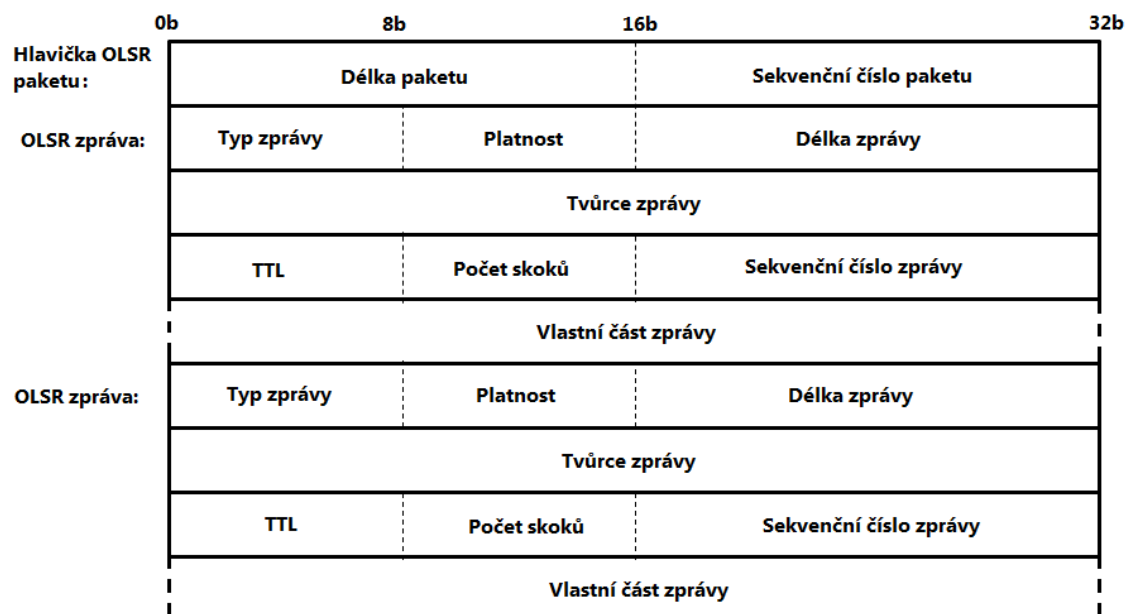 0b 8b 16b 32b
Hlavička OLSR
paketu:
Délka paketu Sekvenční číslo paketu
OLSR zpráva: Typ zprávy Platnost Délka zprávy
Tvůrce zprávy
TTL Počet skoků Sekvenční číslo zprávy
Vlastní část zprávy
OLSR zpráva: Typ zprávy Platnost Délka zprávy
Tvůrce zprávy
TTL Počet skoků Sekvenční číslo zprávy
Vlastní část zprávy